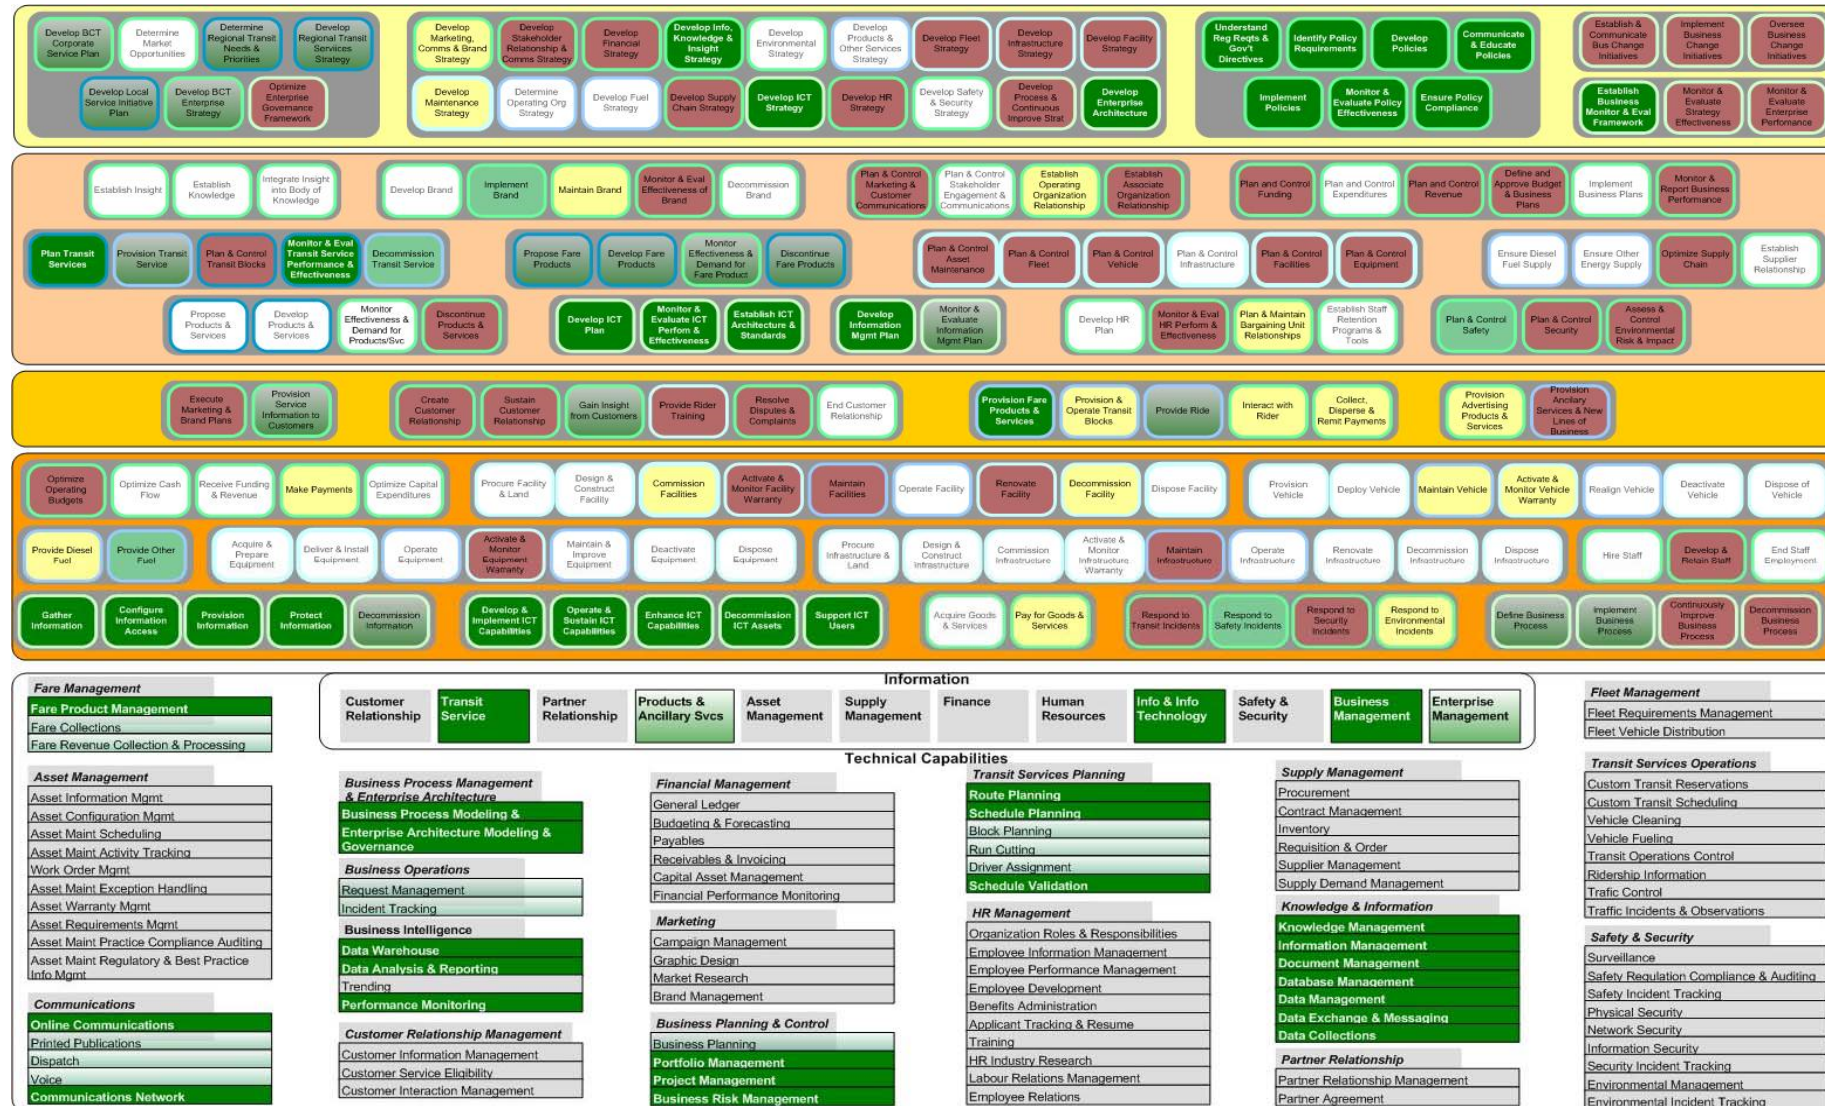 Develop BCT
Corporate
Service Plan
Determine
Market
Opportunities
Determine
Regional Transit
Needs &
Priorities
Develop
Regional Transit
Serviices
Strategy
Develop Local
Service Initiative
Plan
Develop BCT
Enterprise
Strategy
Optimize
Enterprise
Governance
Framework
Develop
Marketing,
Comms & Brand
Strategy
Develop
Stakeholder
Relationship &
Comms Strategy
Develop
Financial
Strategy
Develop Info,
Knowledge &
Insight
Strategy
Develop
Environmental
Strategy
Develop
Products &
Other Services
Strategy
Develop Fleet
Strategy
Develop
Infrastructure
Strategy
Develop Facility
Strategy
Develop
Maintenance
Strategy
Determine
Operating Org
Strategy
Develop Fuel
Strategy
Develop Supply
Chain Strategy
Develop ICT
Strategy
Develop HR
Strategy
Develop Safety
& Security
Strategy
Develop
Process &
Continuous
Improve Strat
Develop
Enterprise
Architecture
Understand
Reg Reqts &
Gov't
Directives
Identify Policy
Requirements
Develop
Policies
Communicate
& Educate
Policies
Implement
Policies
Monitor &
Evaluate Policy
Effectiveness
Ensure Policy
Compliance
Establish &
Communicate
Bus Change
Initiatives
Implement
Business
Change
Initiatives
Oversee
Business
Change
Initiatives
Establish
Business
Monitor & Eval
Framework
Monitor &
Evaluate
Strategy
Effectiveness
Monitor &
Evaluate
Enterprise
Perfomance
Establish Insight
Establish
Knowledge
Integrate Insight
into Body of
Knowledge
Develop Brand
Implement
Brand
Maintain Brand
Monitor & Eval
Effectiveness of
Brand
Decommission
Brand
Plan & Control
Marketing &
Customer
Communications
Plan & Control
Stakeholder
Engagement &
Communications
Establish
Operating
Organization
Relationship
Establish
Associate
Organization
Relationship
Plan and Control
Funding
Plan and Control
Expenditures
Plan and Control
Revenue
Define and
Approve Budget
& Business
Plans
Implement
Business Plans
Monitor &
Report Business
Performance
Plan Transit
Services
Provision Transit
Service
Plan & Control
Transit Blocks
Monitor & Eval
Transit Service
Performance &
Effectiveness
Decommission
Transit Service
Propose Fare
Products
Develop Fare
Products
Monitor
Effectiveness &
Demand for
Fare Product
Discontinue
Fare Products
Plan & Control
Asset
Maintenance
Plan & Control
Fleet
Plan & Control
Vehicle
Plan & Control
Infrastructure
Plan & Control
Facilities
Plan & Control
Equipment
Ensure Diesel
Fuel Supply
Ensure Other
Energy Supply
Optimize Supply
Chain
Establish
Supplier
Relationship
Propose
Products &
Services
Develop
Products &
Services
Monitor
Effectiveness &
Demand for
Products/Svc
Discontinue
Products &
Services
Develop ICT
Plan
Monitor &
Evaluate ICT
Perfom &
Effectiveness
Establish ICT
Architecture &
Standards
Develop
Information
Mgmt Plan
Monitor &
Evaluate
Information
Mgmt Plan
Develop HR
Plan
Monitor & Eval
HR Perform &
Effectiveness
Plan & Maintain
Bargaining Unit
Relationships
Establish Staff
Retention
Programs &
Tools
Plan & Control
Safety
Plan & Control
Security
Assess &
Control
Environmental
Risk & Impact
Execute
Marketing &
Brand Plans
Provision
Service
Information to
Customers
Create
Customer
Relationship
Sustain
Customer
Relationship
Gain Insight
from Customers
Provide Rider
Training
Resolve
Disputes &
Complaints
End Customer
Relationship
Provision Fare
Products &
Services
Provision &
Operate Transit
Blocks
Provide Ride
Interact with
Rider
Collect,
Disperse &
Remit Payments
Provision
Advertising
Products &
Services
Provision
Ancilary
Services & New
Lines of
Business
Optimize
Operating
Budgets
Optimize Cash
Flow
Receive Funding
& Revenue
Make Payments
Optimize Capital
Expenditures
Procure Facility
& Land
Design &
Construct
Facility
Commission
Facilities
Activate &
Monitor Facility
Warranty
Maintain
Facilities
Operate Facility
Renovate
Facility
Decommission
Facility
Dispose Facility
Provision
Vehicle
Deploy Vehicle
Maintain Vehicle
Activate &
Monitor Vehicle
Warranty
Realign Vehicle
Deactivate
Vehicle
Dispose of
Vehicle
Provide Diesel
Fuel
Provide Other
Fuel
Acquire &
Prepare
Equipment
Deliver & Install
Equipment
Operate
Equipment
Activate &
Monitor
Equipment
Warranty
Maintain &
Improve
Equipment
Deactivate
Equipment
Dispose
Equipment
Procure
Infrastructure &
Land
Design &
Construct
Infrastructure
Commission
Infrastructure
Activate &
Monitor
Infrastructure
Warranty
Maintain
Infrastructure
Operate
Infrastructure
Renovate
Infrastructure
Decommission
Infrastructure
Dispose
Infrastructure
Hire Staff
Develop &
Retain Staff
End Staff
Employment
Gather
Information
Configure
Information
Access
Provision
Information
Protect
Information
Decommission
Information
Develop &
Implement ICT
Capabilities
Operate &
Sustain ICT
Capabilities
Enhance ICT
Capabilities
Decommission
ICT Assets
Support ICT
Users
Acquire Goods
& Services
Pay for Goods &
Services
Respond to
Transit Incidents
Respond to
Safety Incidents
Respond to
Security
Incidents
Respond to
Environmental
Incidents
Define Business
Process
Implement
Business
Process
Continuously
Improve
Business
Process
Decommission
Business
Process
Information
Customer
Relationship
Transit
Service
Partner
Relationship
Products &
Ancillary Svcs
Asset
Management
Supply
Management
Finance
Human
Resources
Info & Info
Technology
Safety &
Security
Business
Management
Enterprise
Management
Technical Capabilities
Fare Management
Fare Product Management
Fare Collections
Fare Revenue Collection & Processing
Asset Management
Asset Information Mgmt
Asset Configuration Mgmt
Asset Maint Scheduling
Asset Maint Activity Tracking
Work Order Mgmt
Asset Maint Exception Handling
Asset Warranty Mgmt
Asset Requirements Mgmt
Asset Maint Practice Compliance Auditing
Asset Maint Regulatory & Best Practice
Info Mgmt
Communications
Online Communications
Printed Publications
Dispatch
Voice
Communications Network
Business Process Management
& Enterprise Architecture
Business Process Modeling &
Enterprise Architecture Modeling &
Governance
Business Operations
Request Management
Incident Tracking
Business Intelligence
Data Warehouse
Data Analysis & Reporting
Trending
Performance Monitoring
Customer Relationship Management
Customer Information Management
Customer Service Eligibility
Customer Interaction Management
Financial Management
General Ledger
Budgeting & Forecasting
Payables
Receivables & Invoicing
Capital Asset Management
Financial Performance Monitoring
Marketing
Campaign Management
Graphic Design
Market Research
Brand Management
Business Planning & Control
Business Planning
Portfolio Management
Project Management
Business Risk Management
Transit Services Planning
Route Planning
Schedule Planning
Block Planning
Run Cutting
Driver Assignment
Schedule Validation
HR Management
Organization Roles & Responsibilities
Employee Information Management
Employee Performance Management
Employee Development
Benefits Administration
Applicant Tracking & Resume
Training
HR Industry Research
Labour Relations Management
Employee Relations
Supply Management
Procurement
Contract Management
Inventory
Requisition & Order
Supplier Management
Supply Demand Management
Knowledge & Information
Knowledge Management
Information Management
Document Management
Database Management
Data Management
Data Exchange & Messaging
Data Collections
Partner Relationship
Partner Relationship Management
Partner Agreement
Fleet Management
Fleet Requirements Management
Fleet Vehicle Distribution
Transit Services Operations
Custom Transit Reservations
Custom Transit Scheduling
Vehicle Cleaning
Vehicle Fueling
Transit Operations Control
Ridership Information
Trafic Control
Traffic Incidents & Observations
Safety & Security
Surveillance
Safety Regulation Compliance & Auditing
Safety Incident Tracking
Physical Security
Network Security
Information Security
Security Incident Tracking
Environmental Management
Environmental Incident Tracking